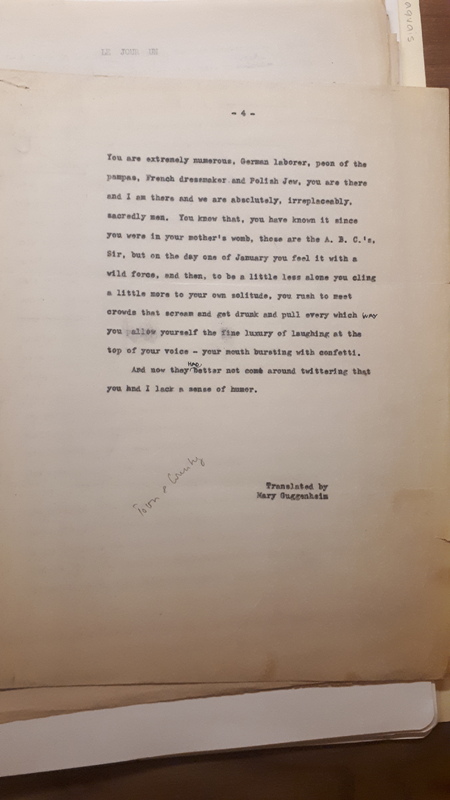 aguas
LE JOUR UN
- 4 -
You are extremely numerous, German laborer, peon of the
pampas, French dressmaker and Polish Jew, you are there
and I am there and we are absolutely, irreplaceably,
sacredly men. You know that, you have known it since
you were in your mother's womb, those are the A. B. C.'s,
Sir, but on the day one of January you feel it with a
wild force, and then, to be a little less alone you cling
a little more to your own solitude, you rush to meet
crowds that scream and get drunk and pull every which WAY
you allow yourself the fine luxury of laughing at the
top of your voice - your mouth bursting with confetti.
And now they HAD better not come around twittering that
you and I lack a sense of humor.
Town & Country
Translated by
Mary Guggenheim